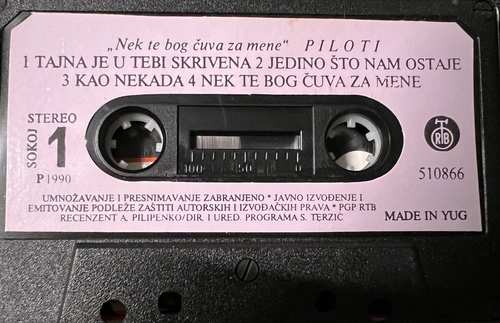 „Nek te bog čuva za mene" PILOTI
1 TAJNA JE U TEBI SKRIVENA 2 JEDINO ŠTO NAM OSTAJE
3 KAO NEKADA 4 NEK TE BOG ČUVA ZA MENE
STEREO
SOKOJ
1
P 1990
100 50 0
RTB
510866
UMNOŽAVANJE I PRESNIMAVANJE ZABRANJENO * JAVNO IZVOĐENJE I
EMITOVANJE PODLEŽE ZAŠTITI AUTORSKIH I IZVOĐAČKIH PRAVA * PGP RTB
RECENZENT A. PILIPENKO/DIR. I URED. PROGRAMA S. TERZIĆ
MADE IN YUG